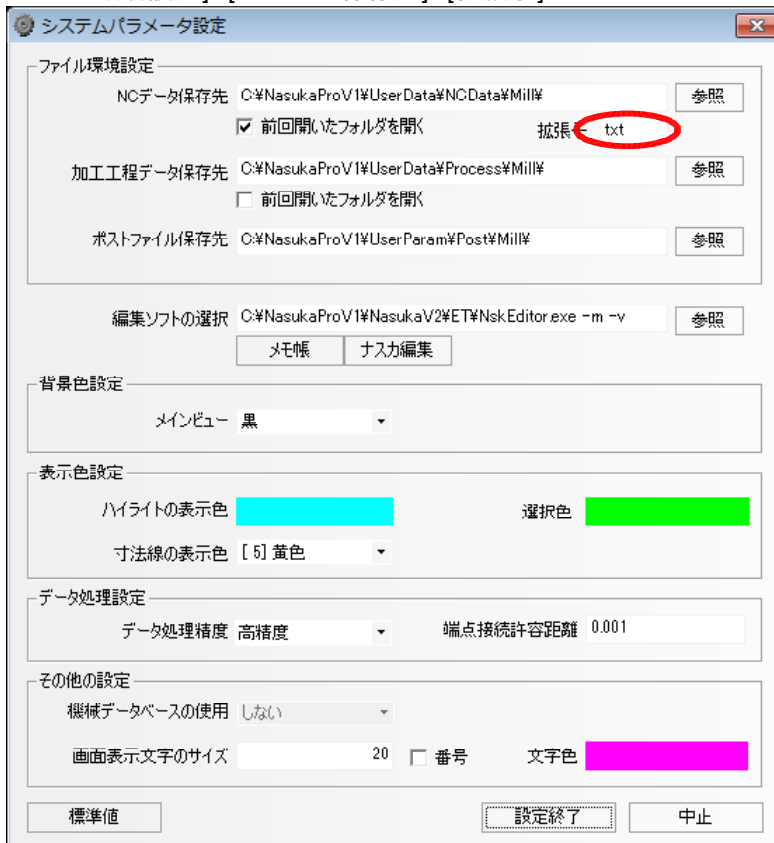 システムパラメータ設定
ファイル環境設定
NCデータ保存先 C:¥NasukaProV1¥UserData¥NCData¥Mill¥ 参照
前回開いたフォルダを開く 拡張子 txt
加工工程データ保存先 C:¥NasukaProV1¥UserData¥Process¥Mill¥ 参照
前回開いたフォルダを開く
ポストファイル保存先 C:¥NasukaProV1¥UserParam¥Post¥Mill¥ 参照
編集ソフトの選択 C:¥NasukaProV1¥NasukaV2¥ET¥NskEditor.exe -m -v 参照
メモ帳 ナスカ編集
背景色設定
メインビュー 黒
表示色設定
ハイライトの表示色 選択色
寸法線の表示色 [ 5] 黄色
データ処理設定
データ処理精度 高精度 端点接続許容距離 0.001
その他の設定
機械データベースの使用 しない
画面表示文字のサイズ 20 番号 文字色
標準値 設定終了 中止